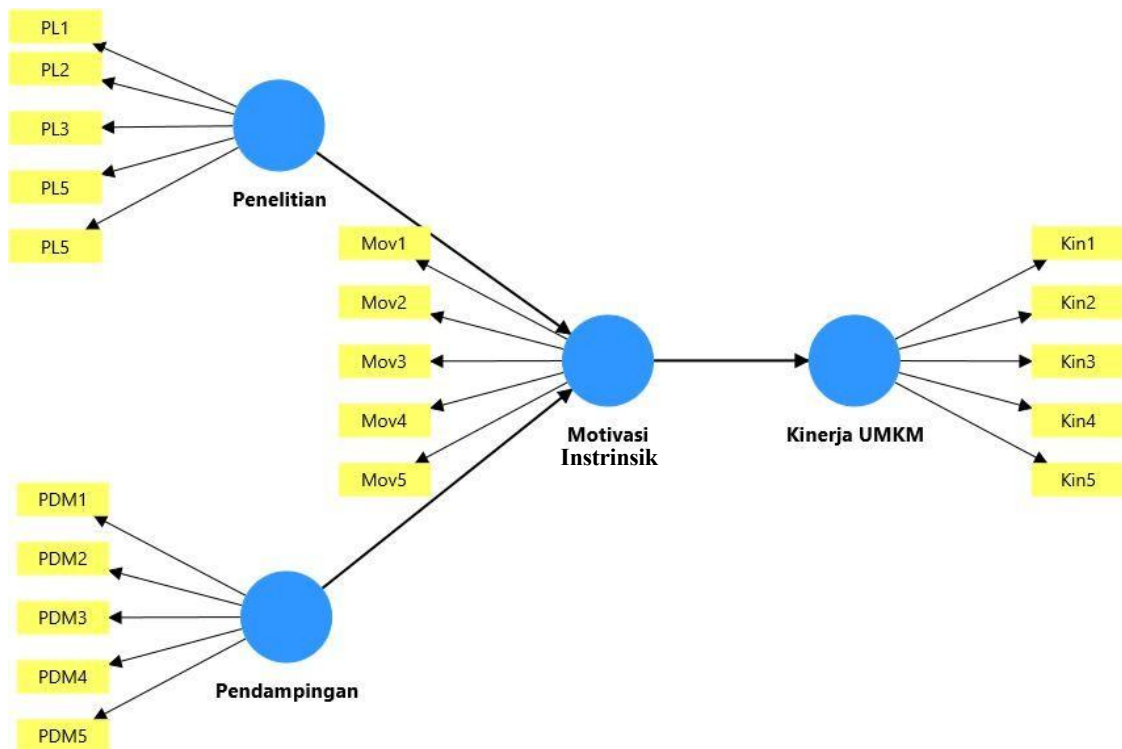 PL1
PL2
PL3
PL5
PL5
Penelitian
Mov1
Mov2
Mov3
Mov4
Mov5
Motivasi
Instrinsik
Kinerja UMKM
Kin1
Kin2
Kin3
Kin4
Kin5
PDM1
PDM2
PDM3
PDM4
PDM5
Pendampingan